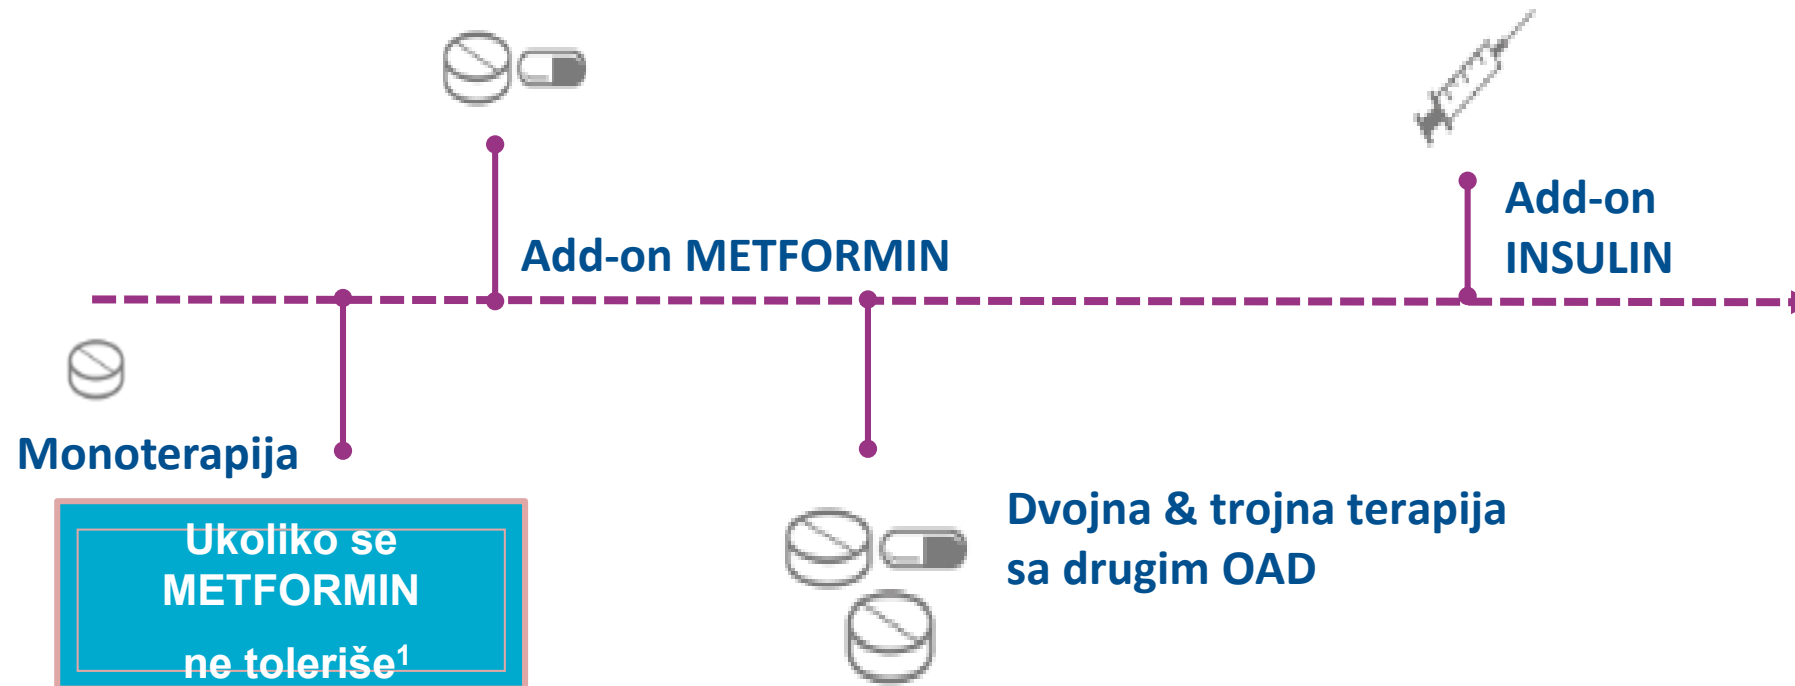 Add-on METFORMIN
Add-on
INSULIN
Monoterapija
Ukoliko se
METFORMIN
ne toleriše¹
Dvojna & trojna terapija
sa drugim OAD